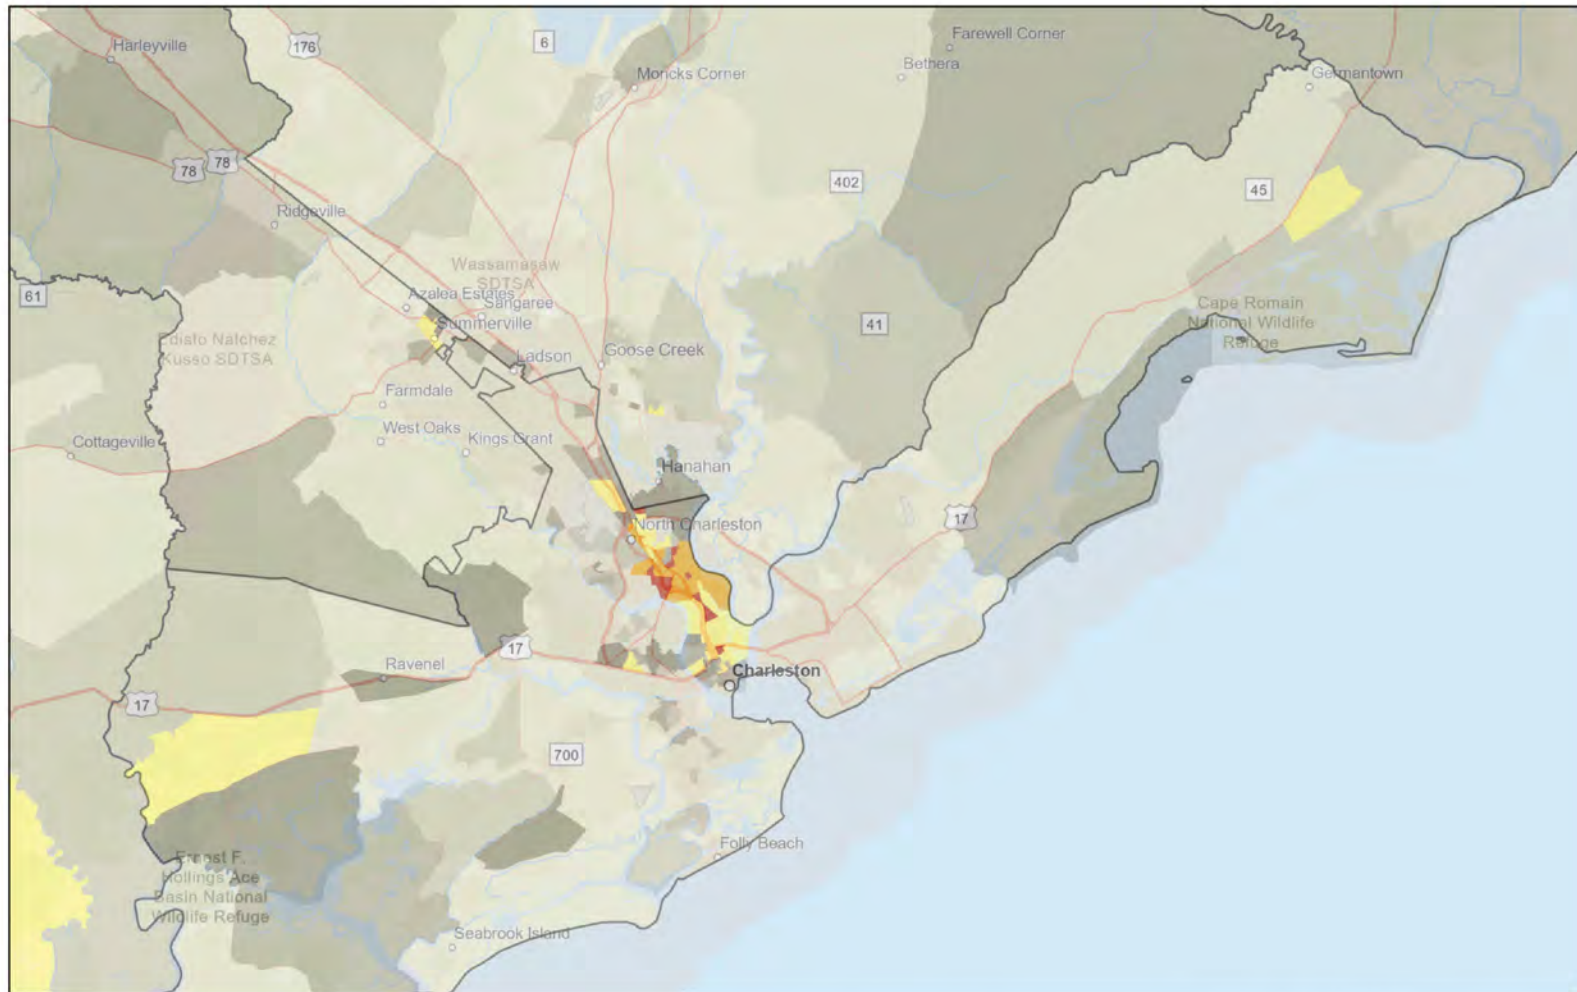 Harleyville
176
6
Moncks Corner
Farewell Corner
Bethera
Germantown
78
78
402
45
Ridgeville
Wassamasaw
SDTSA
61
Azalea Estates
Sangaree
Summerville
41
Cape Romain
National Wildlife
Refuge
Edisto Natchez
Kusso SDTSA
Ladson
Goose Creek
Farmdale
West Oaks
Kings Grant
Cottageville
Hanahan
North Charleston
17
17
Ravenel
Charleston
17
700
Folly Beach
Ernest F.
Hollings Ace
Basin National
Wildlife Refuge
Seabrook Island